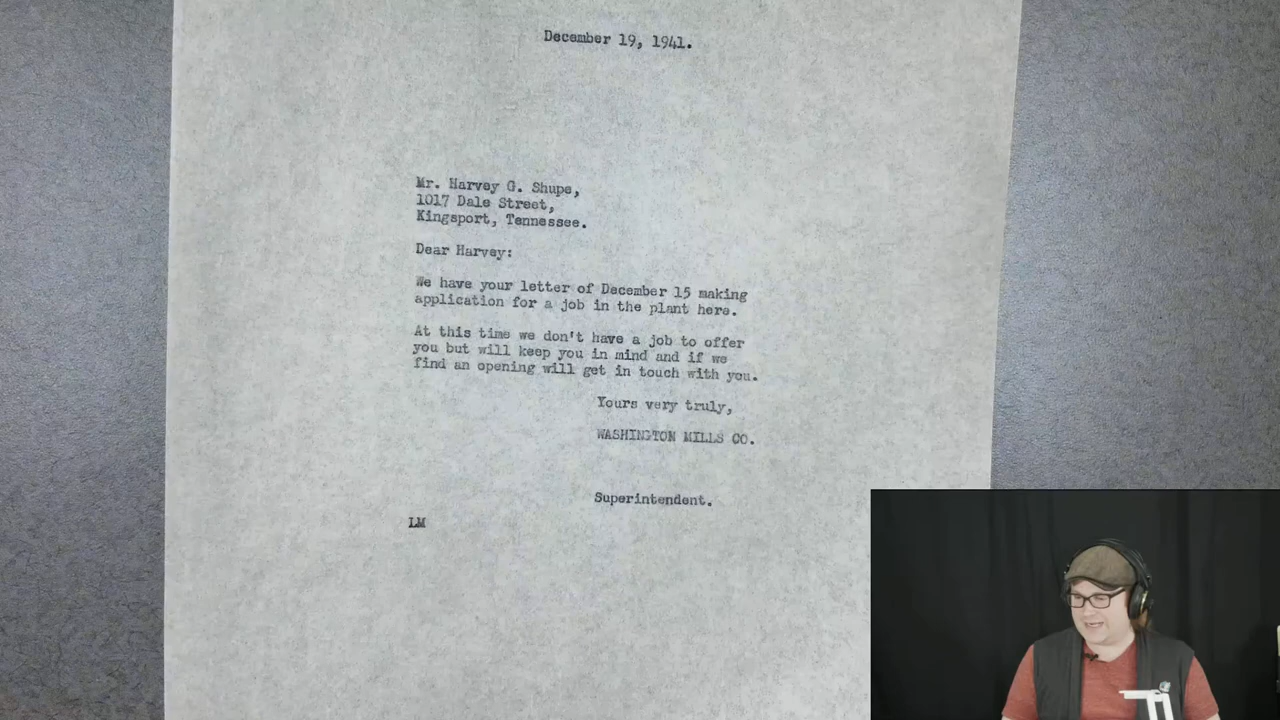 December 19, 1941.
Mr. Harvey G. Shupe,
1017 Dale Street,
Kingsport, Tennessee.
Dear Harvey:
We have your letter of December 15 making
application for a job in the plant here.
At this time we don't have a job to offer
you but will keep you in mind and if we
find an opening will get in touch with you.
Yours very truly,
WASHINGTON MILLS CO.
Superintendent.
LM